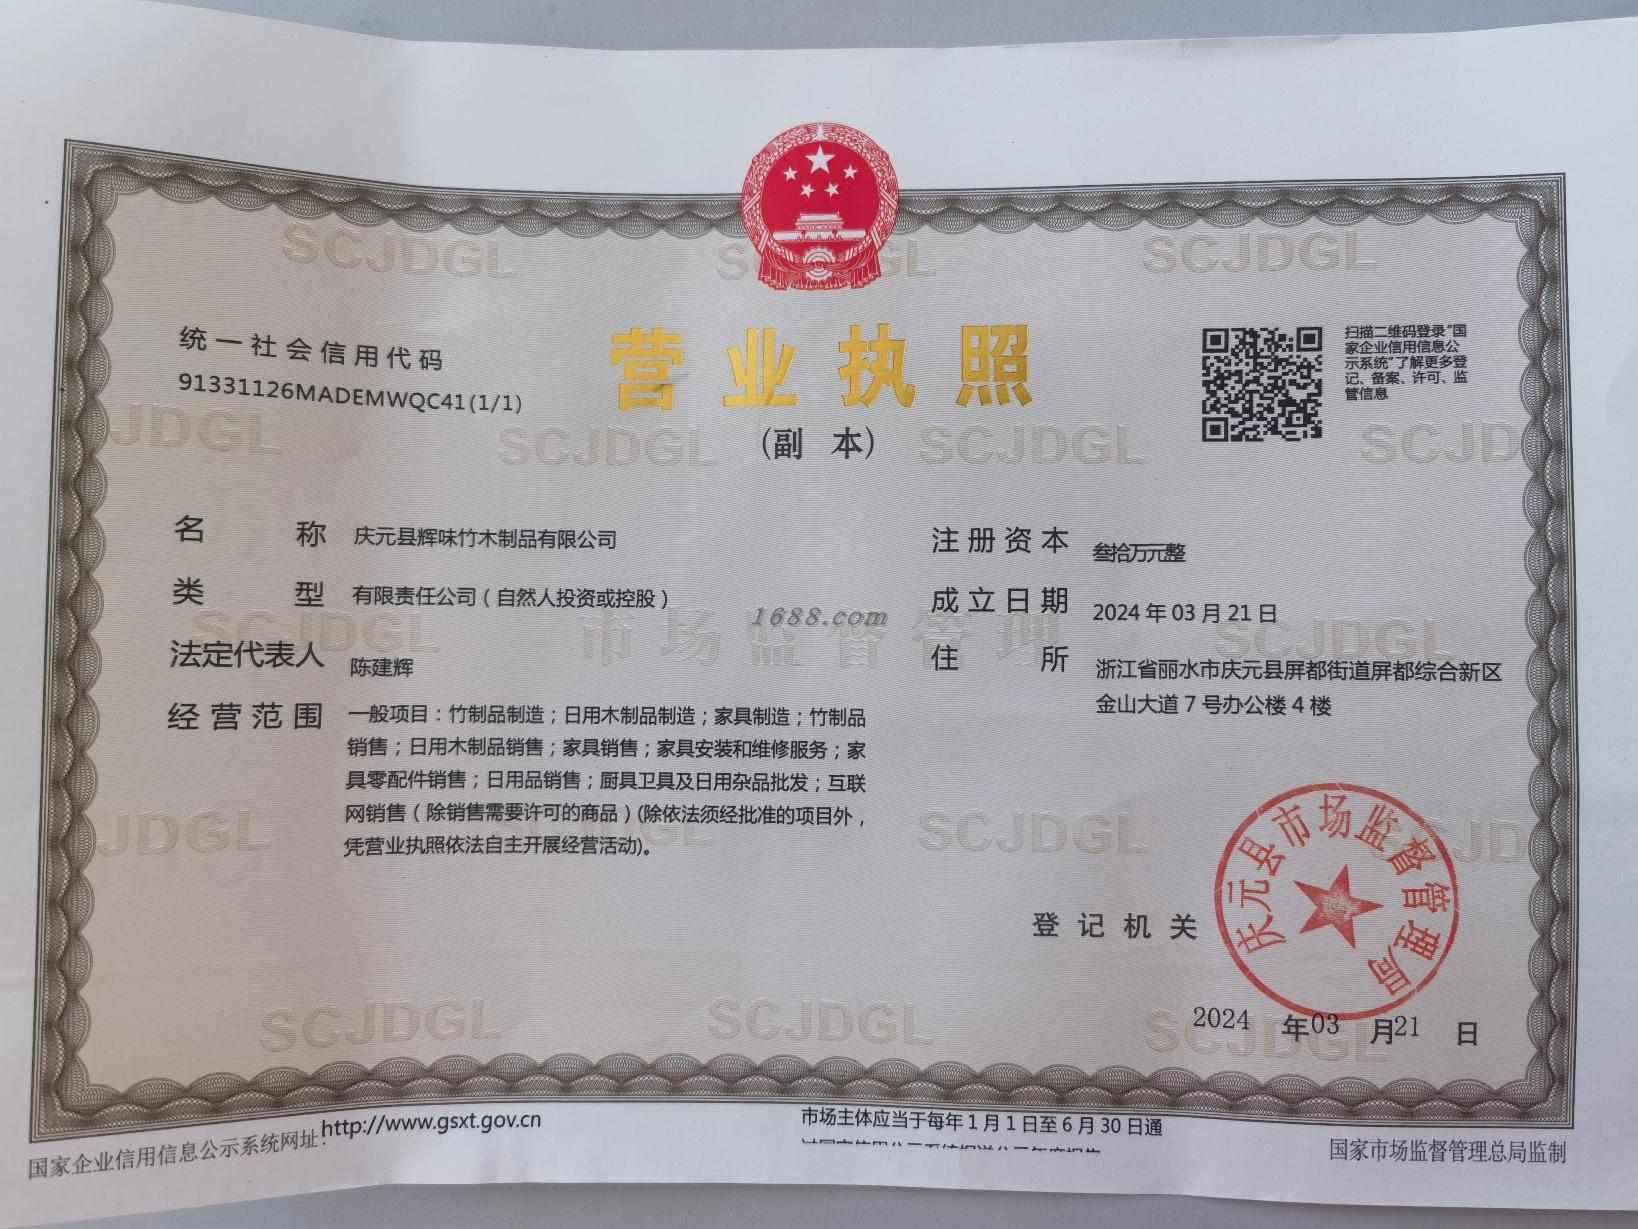 统一社会信用代码
91331126MADEMWQC41(1/1)
营业执照
(副 本)
扫描二维码登录“国
家企业信用信息公
示系统”了解更多登
记、备案、许可、监
管信息
名 称 庆元县辉味竹木制品有限公司
类 型 有限责任公司（自然人投资或控股）
法定代表人 陈建辉
经营范围 一般项目：竹制品制造；日用木制品制造；家具制造；竹制品
销售；日用木制品销售；家具销售；家具安装和维修服务；家
具零配件销售；日用品销售；厨具卫具及日用杂品批发；互联
网销售（除销售需要许可的商品）(除依法须经批准的项目外，
凭营业执照依法自主开展经营活动)。
注册资本 叁拾万元整
成立日期 2024 年 03 月 21 日
住 所 浙江省丽水市庆元县屏都街道屏都综合新区
金山大道 7 号办公楼 4 楼
1688.com
SCJDGL
市场监督管理
登记机关
庆元县市场监督管理局
2024 年 03 月 21 日
国家企业信用信息公示系统网址：http://www.gsxt.gov.cn
市场主体应当于每年 1 月 1 日至 6 月 30 日通
国家市场监督管理总局监制